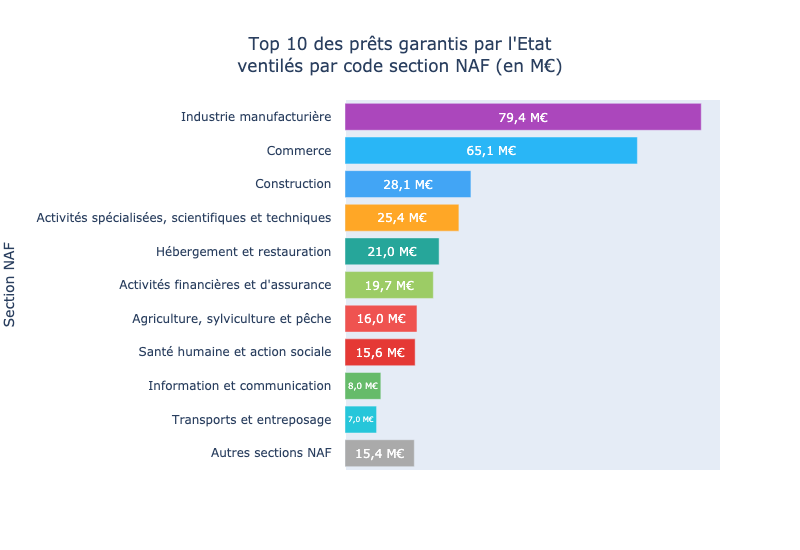 Top 10 des prêts garantis par l'Etat
ventilés par code section NAF (en M€)
Section NAF
Industrie manufacturière 79,4 M€
Commerce 65,1 M€
Construction 28,1 M€
Activités spécialisées, scientifiques et techniques 25,4 M€
Hébergement et restauration 21,0 M€
Activités financières et d'assurance 19,7 M€
Agriculture, sylviculture et pêche 16,0 M€
Santé humaine et action sociale 15,6 M€
Information et communication 8,0 M€
Transports et entreposage 7,0 M€
Autres sections NAF 15,4 M€